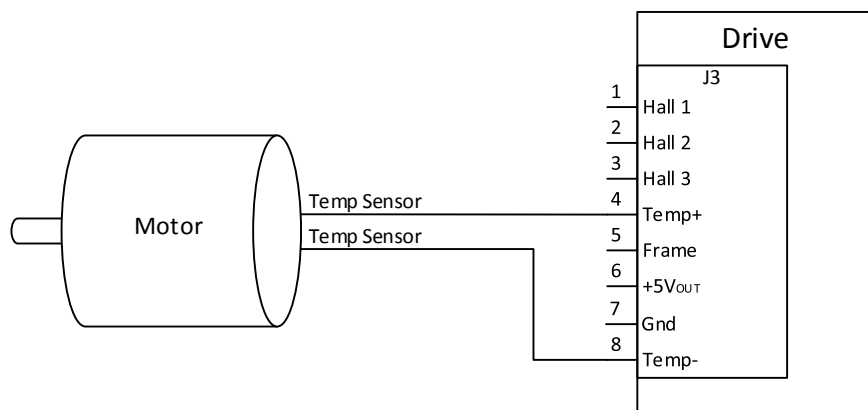 Drive
J3
1 Hall 1
2 Hall 2
3 Hall 3
4 Temp+
5 Frame
6 +5VOUT
7 Gnd
8 Temp-
Temp Sensor
Temp Sensor
Motor